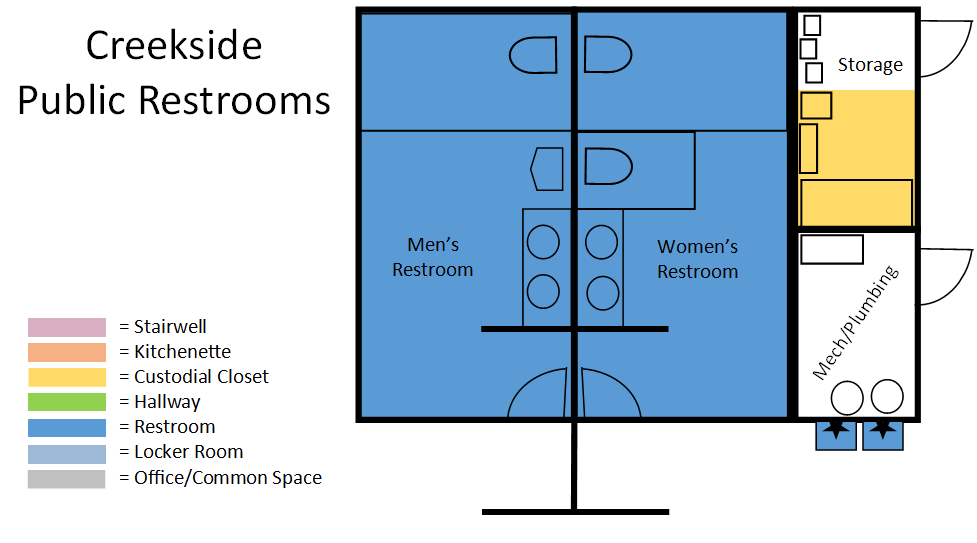 Creekside
Public Restrooms
Storage
Men's
Restroom
Women's
Restroom
Mech/Plumbing
= Stairwell
= Kitchenette
= Custodial Closet
= Hallway
= Restroom
= Locker Room
= Office/Common Space